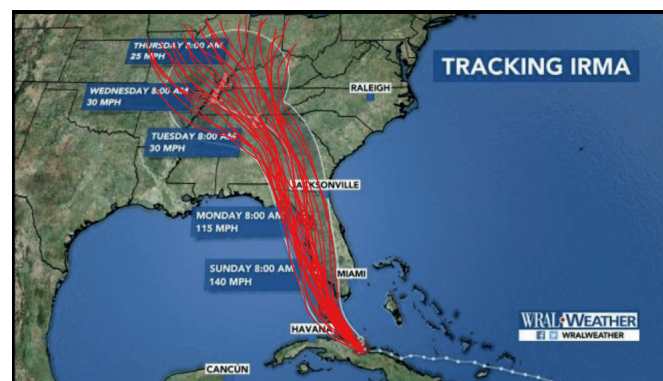 THURSDAY 8:00 AM
25 MPH
TRACKING IRMA
WEDNESDAY 8:00 AM
30 MPH
RALEIGH
TUESDAY 8:00 AM
30 MPH
JACKSONVILLE
MONDAY 8:00 AM
115 MPH
SUNDAY 8:00 AM
140 MPH
MIAMI
HAVANA
WRAL WEATHER
WRALWEATHER
CANCÚN